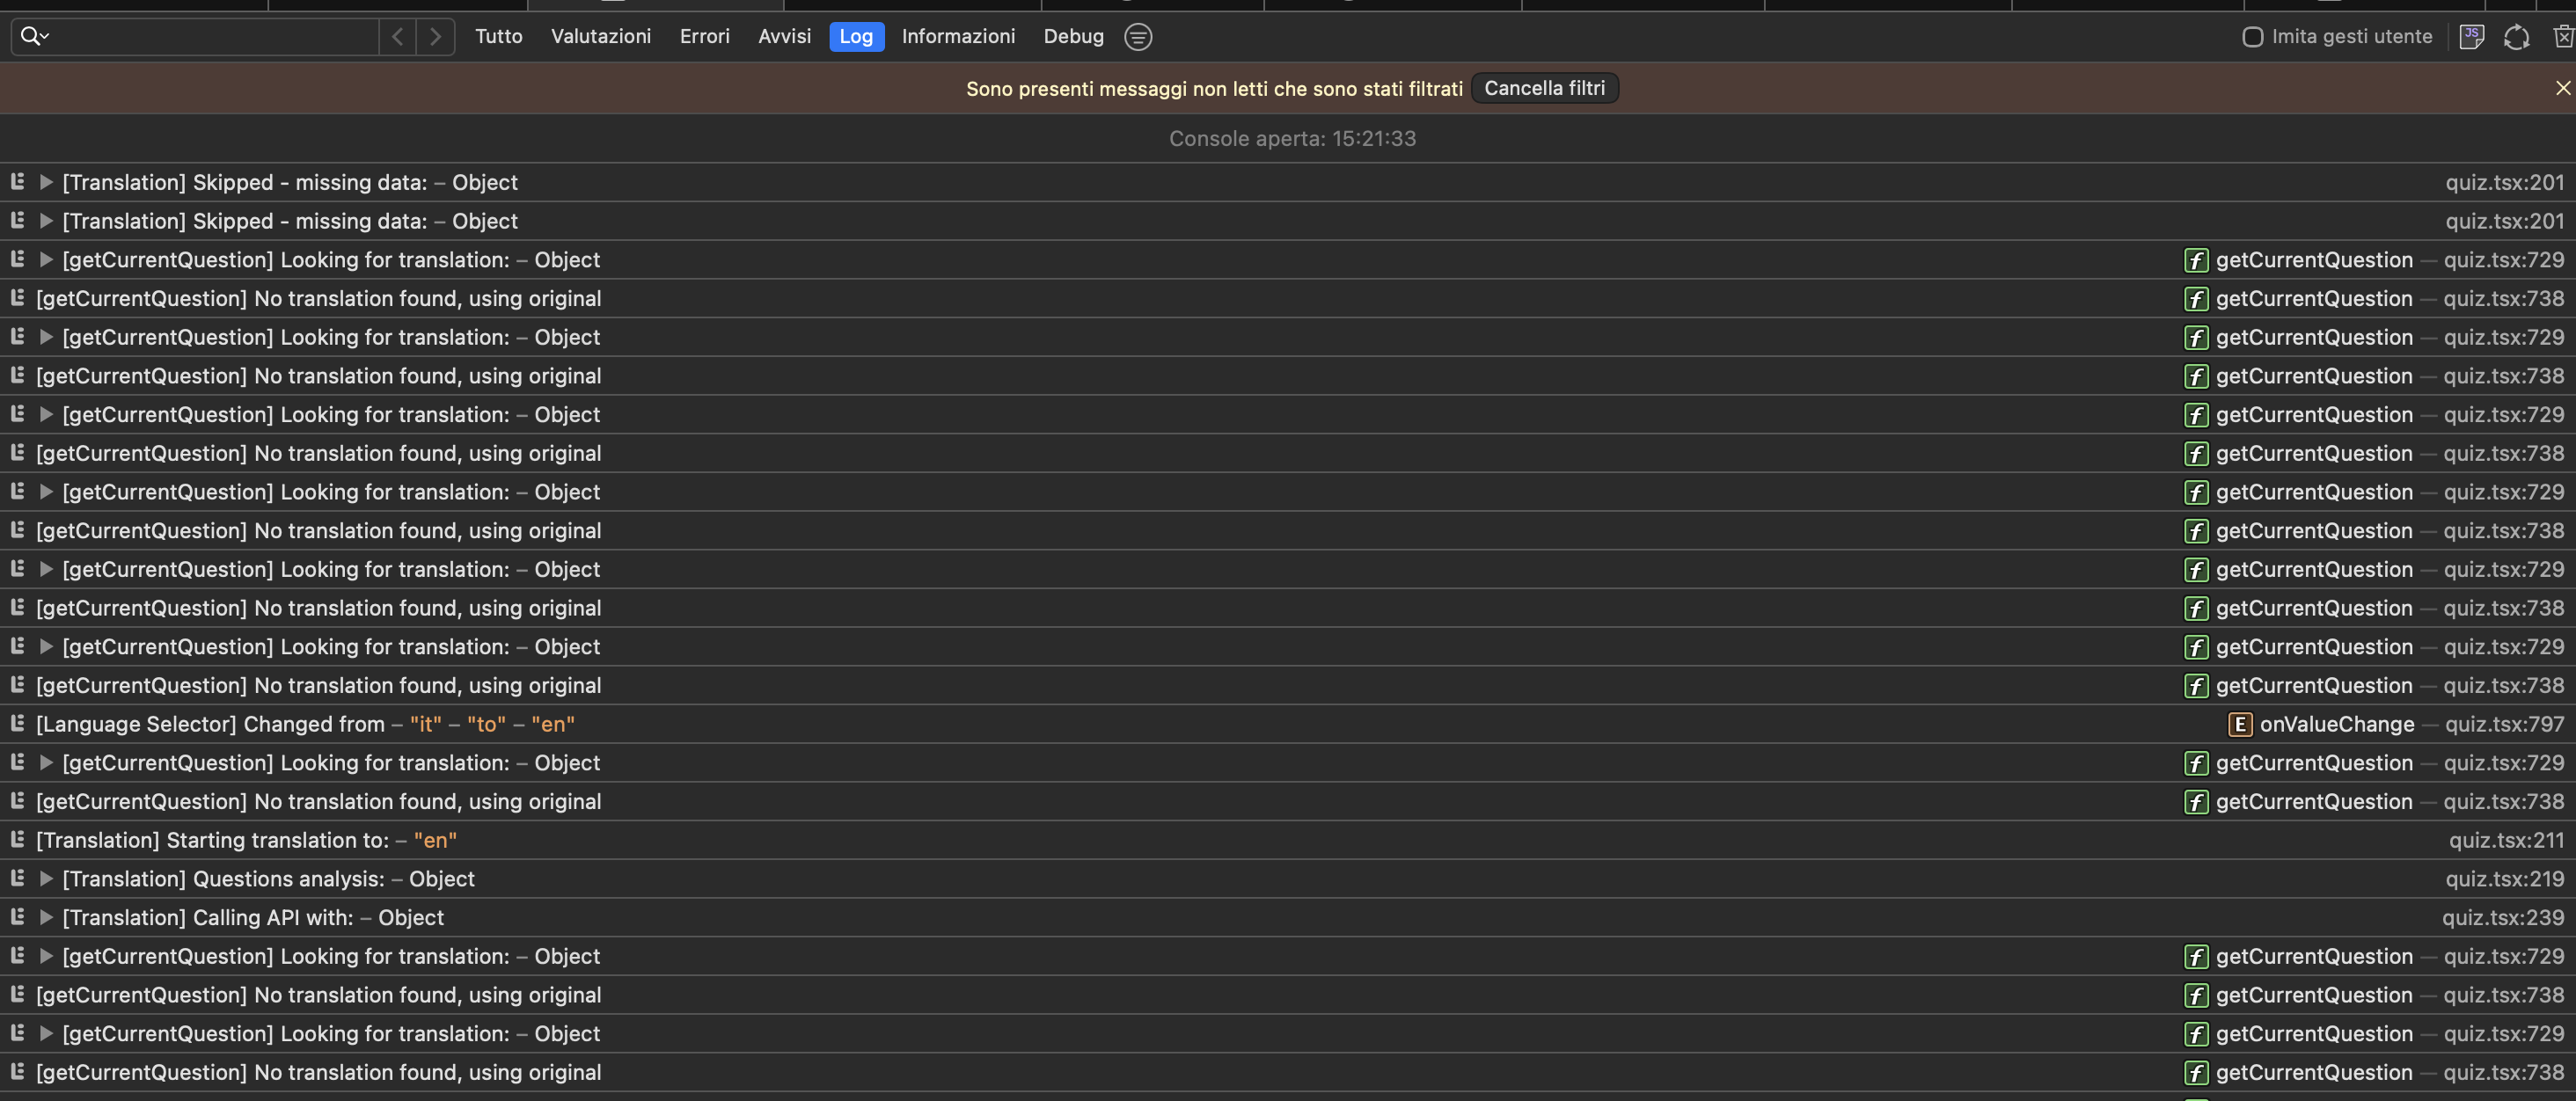 Tutto Valutazioni Errori Avvisi Log Informazioni Debug Imita gesti utente JS
Sono presenti messaggi non letti che sono stati filtrati Cancella filtri
Console aperta: 15:21:33
[Translation] Skipped - missing data: – Object quiz.tsx:201
[Translation] Skipped - missing data: – Object quiz.tsx:201
[getCurrentQuestion] Looking for translation: – Object f getCurrentQuestion — quiz.tsx:729
[getCurrentQuestion] No translation found, using original f getCurrentQuestion — quiz.tsx:738
[getCurrentQuestion] Looking for translation: – Object f getCurrentQuestion — quiz.tsx:729
[getCurrentQuestion] No translation found, using original f getCurrentQuestion — quiz.tsx:738
[getCurrentQuestion] Looking for translation: – Object f getCurrentQuestion — quiz.tsx:729
[getCurrentQuestion] No translation found, using original f getCurrentQuestion — quiz.tsx:738
[getCurrentQuestion] Looking for translation: – Object f getCurrentQuestion — quiz.tsx:729
[getCurrentQuestion] No translation found, using original f getCurrentQuestion — quiz.tsx:738
[getCurrentQuestion] Looking for translation: – Object f getCurrentQuestion — quiz.tsx:729
[getCurrentQuestion] No translation found, using original f getCurrentQuestion — quiz.tsx:738
[getCurrentQuestion] Looking for translation: – Object f getCurrentQuestion — quiz.tsx:729
[getCurrentQuestion] No translation found, using original f getCurrentQuestion — quiz.tsx:738
[Language Selector] Changed from – "it" – "to" – "en" E onValueChange — quiz.tsx:797
[getCurrentQuestion] Looking for translation: – Object f getCurrentQuestion — quiz.tsx:729
[getCurrentQuestion] No translation found, using original f getCurrentQuestion — quiz.tsx:738
[Translation] Starting translation to: – "en" quiz.tsx:211
[Translation] Questions analysis: – Object quiz.tsx:219
[Translation] Calling API with: – Object quiz.tsx:239
[getCurrentQuestion] Looking for translation: – Object f getCurrentQuestion — quiz.tsx:729
[getCurrentQuestion] No translation found, using original f getCurrentQuestion — quiz.tsx:738
[getCurrentQuestion] Looking for translation: – Object f getCurrentQuestion — quiz.tsx:729
[getCurrentQuestion] No translation found, using original f getCurrentQuestion — quiz.tsx:738